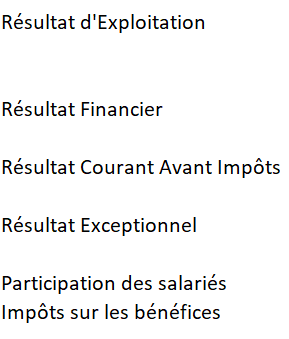 Résultat d'Exploitation
Résultat Financier
Résultat Courant Avant Impôts
Résultat Exceptionnel
Participation des salariés
Impôts sur les bénéfices